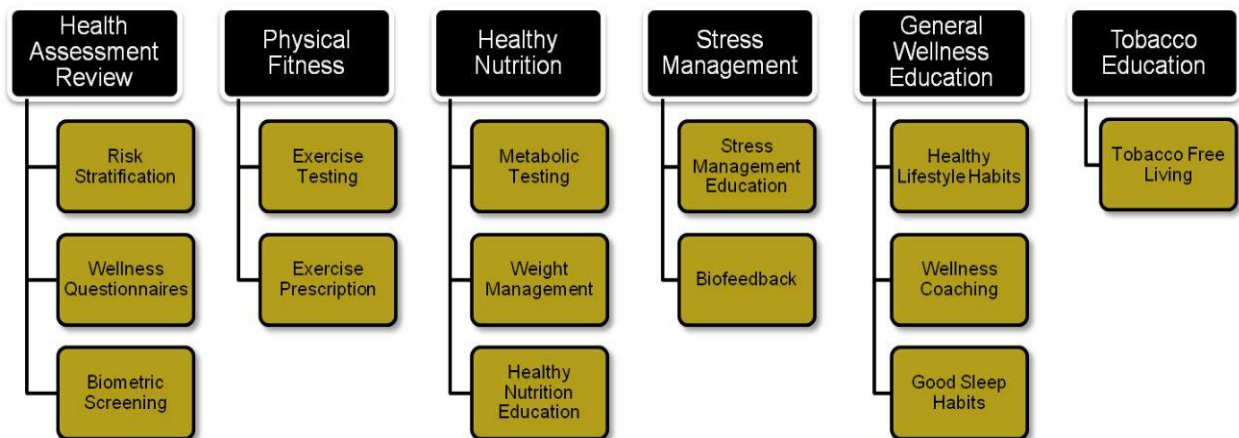 Health
Assessment
Review
Risk
Stratification
Wellness
Questionnaires
Biometric
Screening
Physical
Fitness
Exercise
Testing
Exercise
Prescription
Healthy
Nutrition
Metabolic
Testing
Weight
Management
Healthy
Nutrition
Education
Stress
Management
Stress
Management
Education
Biofeedback
General
Wellness
Education
Healthy
Lifestyle Habits
Wellness
Coaching
Good Sleep
Habits
Tobacco
Education
Tobacco Free
Living